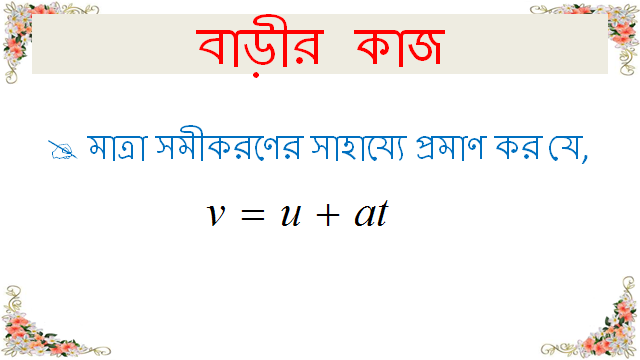 বাড়ীর কাজ
মাত্রা সমীকরণের সাহায্যে প্রমাণ কর যে,
v = u + at